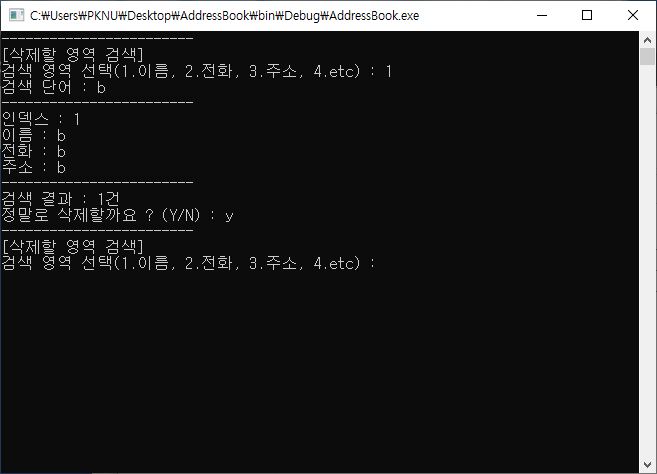 C:\Users\PKNU\Desktop\AddressBook\bin\Debug\AddressBook.exe
------------------------
[삭제할 영역 검색]
검색 영역 선택(1.이름, 2.전화, 3.주소, 4.etc) : 1
검색 단어 : b
------------------------
인덱스 : 1
이름 : b
전화 : b
주소 : b
------------------------
검색 결과 : 1건
정말로 삭제할까요 ? (Y/N) : y
------------------------
[삭제할 영역 검색]
검색 영역 선택(1.이름, 2.전화, 3.주소, 4.etc) :